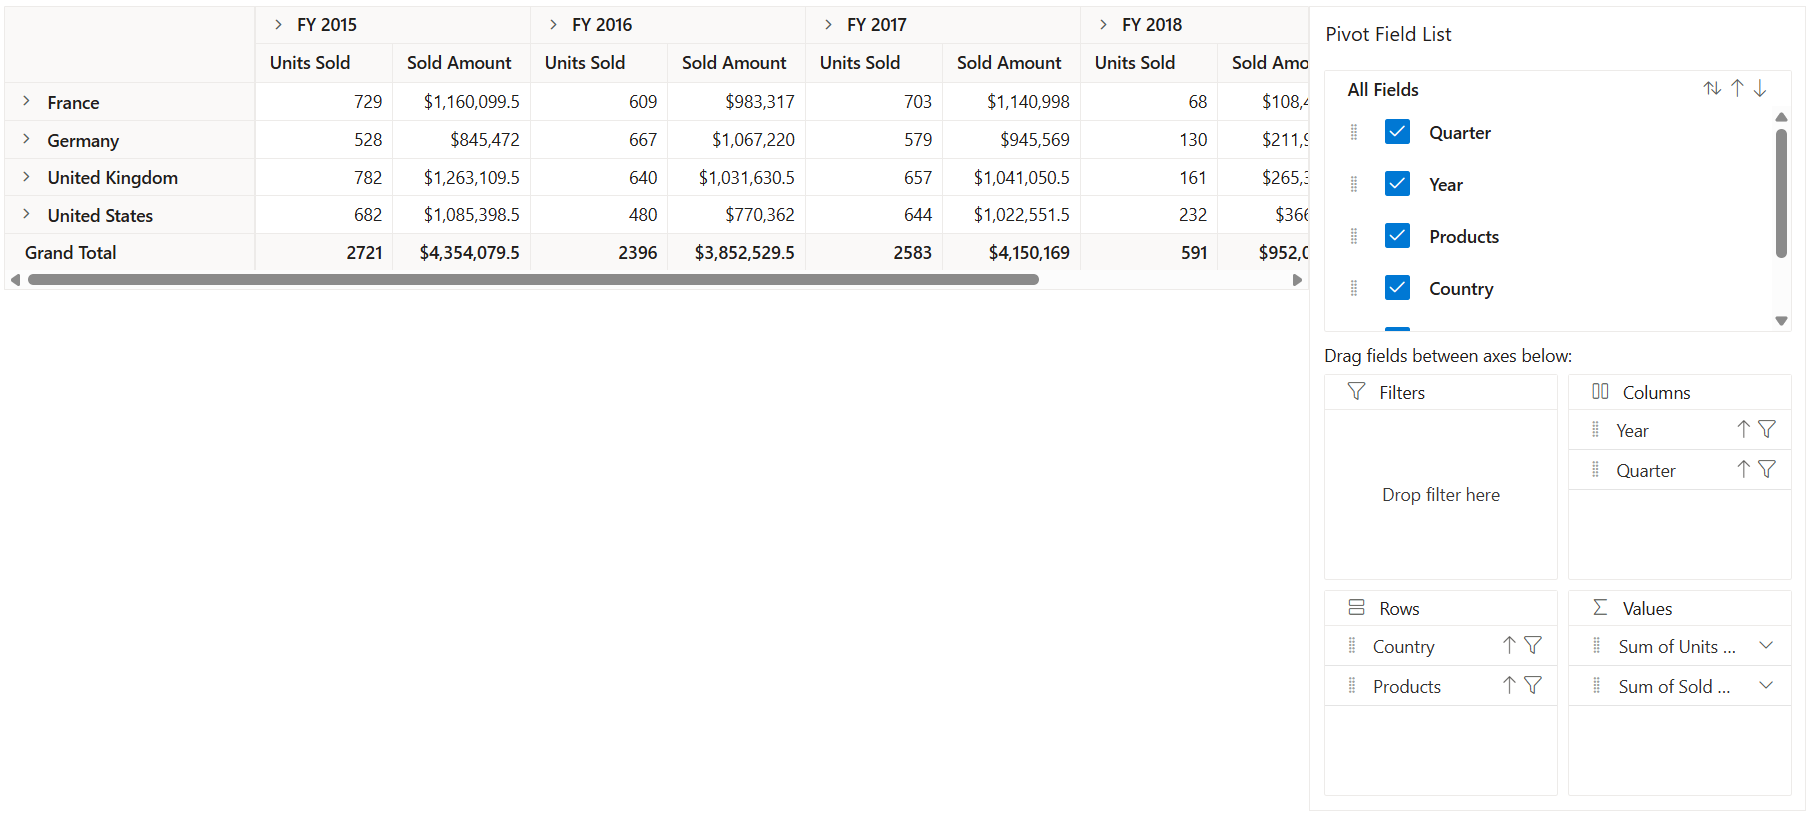 FY 2015 FY 2016 FY 2017 FY 2018
Units Sold Sold Amount Units Sold Sold Amount Units Sold Sold Amount Units Sold Sold Amo
France 729 $1,160,099.5 609 $983,317 703 $1,140,998 68 $108,4
Germany 528 $845,472 667 $1,067,220 579 $945,569 130 $211,9
United Kingdom 782 $1,263,109.5 640 $1,031,630.5 657 $1,041,050.5 161 $265,3
United States 682 $1,085,398.5 480 $770,362 644 $1,022,551.5 232 $366
Grand Total 2721 $4,354,079.5 2396 $3,852,529.5 2583 $4,150,169 591 $952,0
Pivot Field List
All Fields
Quarter
Year
Products
Country
Drag fields between axes below:
Filters
Drop filter here
Columns
Year
Quarter
Rows
Country
Products
Values
Sum of Units ...
Sum of Sold ...